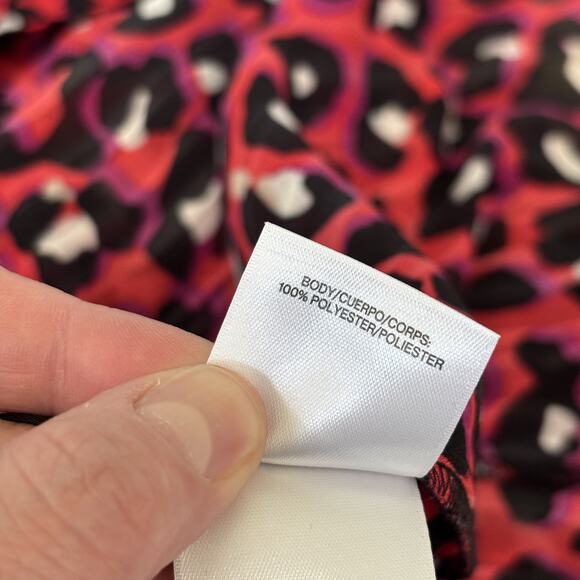 BODY/CUERPO/CORPS:
100% POLYESTER/POLIESTER